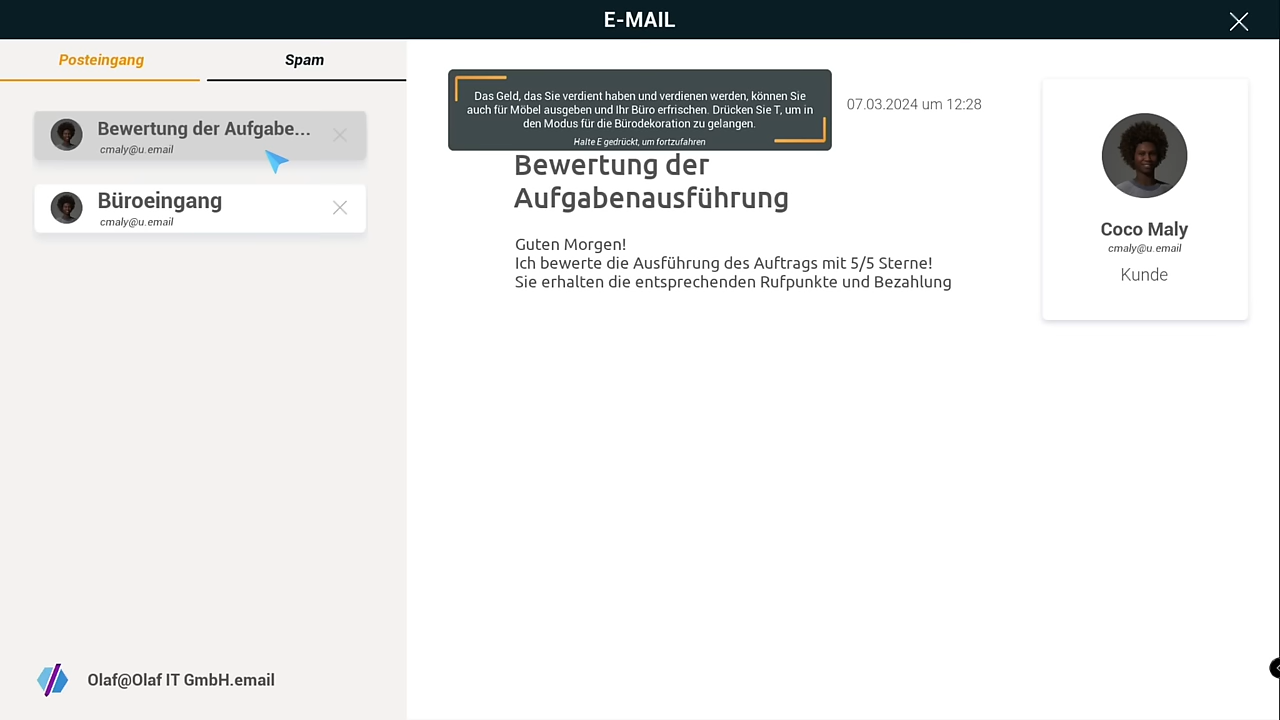 E-MAIL
Posteingang
Spam
Bewertung der Aufgabe...
cmaly@u.email
Büroeingang
cmaly@u.email
Olaf@Olaf IT GmbH.email
Das Geld, das Sie verdient haben und verdienen werden, können Sie
auch für Möbel ausgeben und Ihr Büro erfrischen. Drücken Sie T, um in
den Modus für die Bürodekoration zu gelangen.
Halte E gedrückt, um fortzufahren
07.03.2024 um 12:28
Bewertung der
Aufgabenausführung
Guten Morgen!
Ich bewerte die Ausführung des Auftrags mit 5/5 Sterne!
Sie erhalten die entsprechenden Rufpunkte und Bezahlung
Coco Maly
cmaly@u.email
Kunde